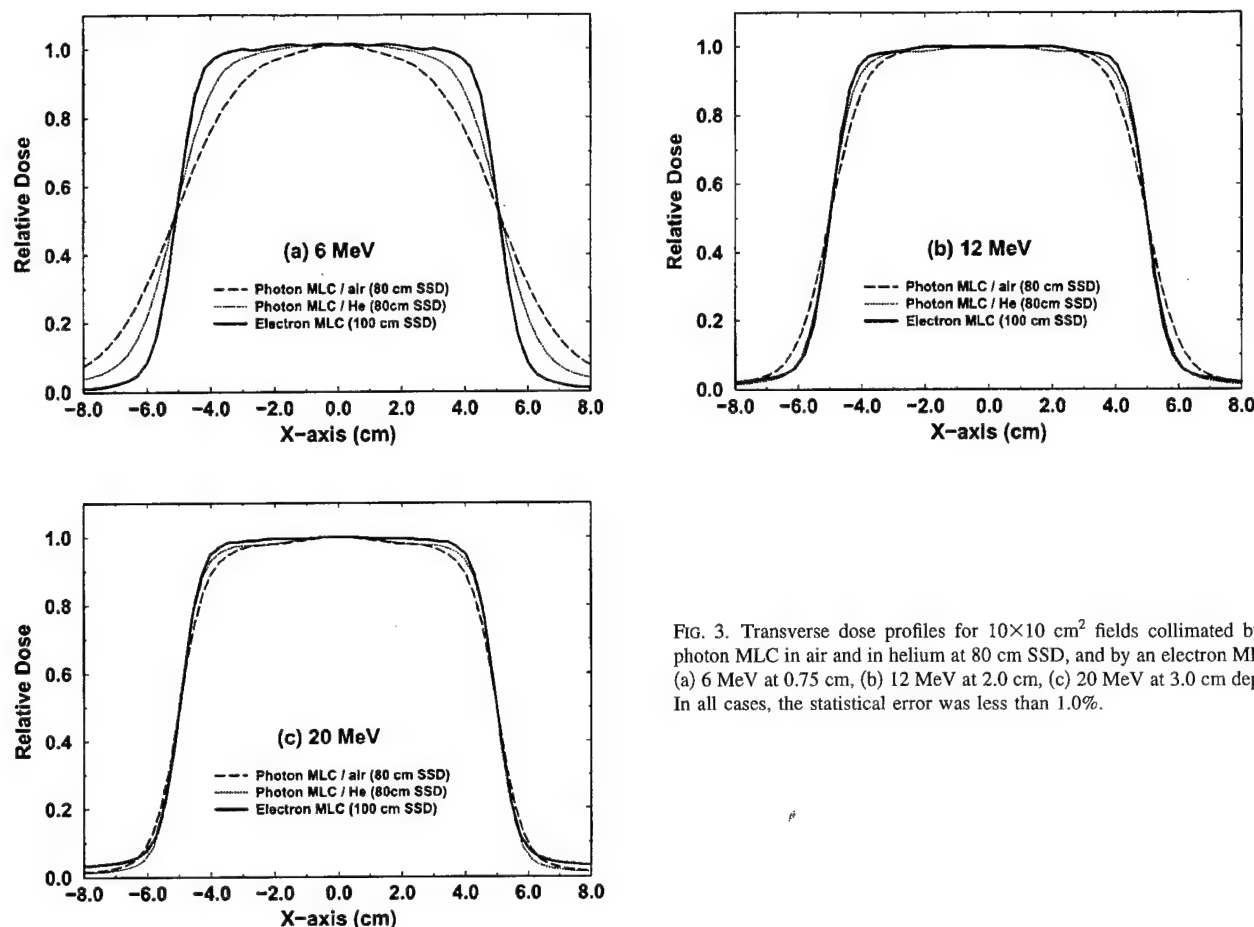 1.0
0.8
0.6
0.4
0.2
0.0
Relative Dose
(a) 6 MeV
Photon MLC / air (80 cm SSD)
Photon MLC / He (80cm SSD)
Electron MLC (100 cm SSD)
−8.0 −6.0 −4.0 −2.0 0.0 2.0 4.0 6.0 8.0
X−axis (cm)
1.0
0.8
0.6
0.4
0.2
0.0
Relative Dose
(b) 12 MeV
Photon MLC / air (80 cm SSD)
Photon MLC / He (80cm SSD)
Electron MLC (100 cm SSD)
−8.0 −6.0 −4.0 −2.0 0.0 2.0 4.0 6.0 8.0
X−axis (cm)
1.0
0.8
0.6
0.4
0.2
0.0
Relative Dose
(c) 20 MeV
Photon MLC / air (80 cm SSD)
Photon MLC / He (80cm SSD)
Electron MLC (100 cm SSD)
−8.0 −6.0 −4.0 −2.0 0.0 2.0 4.0 6.0 8.0
X−axis (cm)
FIG. 3. Transverse dose profiles for 10×10 cm² fields collimated by
photon MLC in air and in helium at 80 cm SSD, and by an electron
(a) 6 MeV at 0.75 cm, (b) 12 MeV at 2.0 cm, (c) 20 MeV at 3.0 cm
In all cases, the statistical error was less than 1.0%.